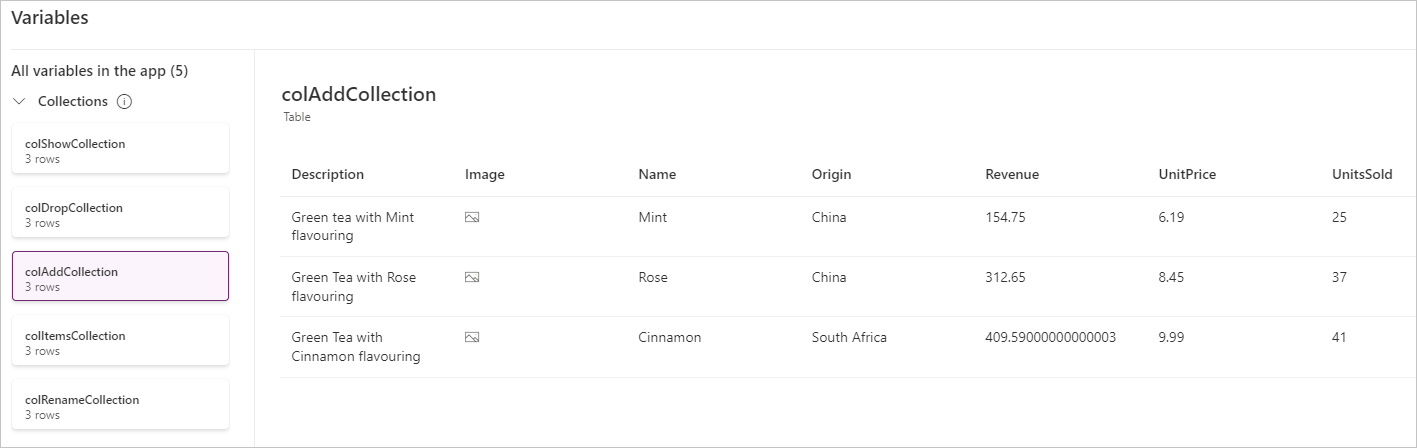 Variables
All variables in the app (5)
Collections
colShowCollection
3 rows
colDropCollection
3 rows
colAddCollection
3 rows
colItemsCollection
3 rows
colRenameCollection
3 rows
colAddCollection
Table
Description Image Name Origin Revenue UnitPrice UnitsSold
Green tea with Mint Mint China 154.75 6.19 25
flavouring
Green Tea with Rose Rose China 312.65 8.45 37
flavouring
Green Tea with Cinnamon South Africa 409.59000000000003 9.99 41
Cinnamon flavouring